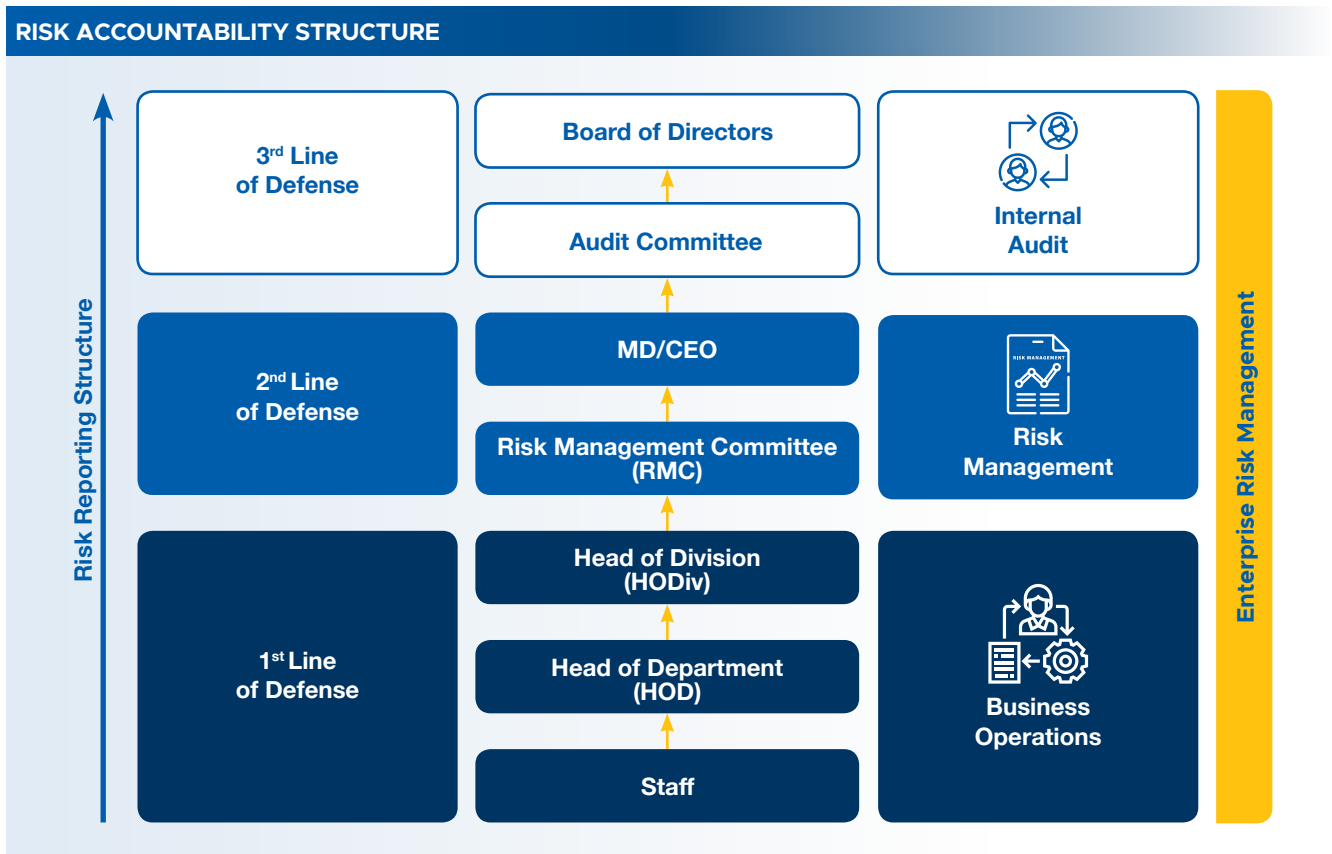 RISK ACCOUNTABILITY STRUCTURE
Risk Reporting Structure
3rd Line
of Defense
Board of Directors
Audit Committee
Internal
Audit
2nd Line
of Defense
MD/CEO
Risk Management Committee
(RMC)
RISK MANAGEMENT
Risk
Management
1st Line
of Defense
Head of Division
(HODiv)
Head of Department
(HOD)
Staff
Business
Operations
Enterprise Risk Management